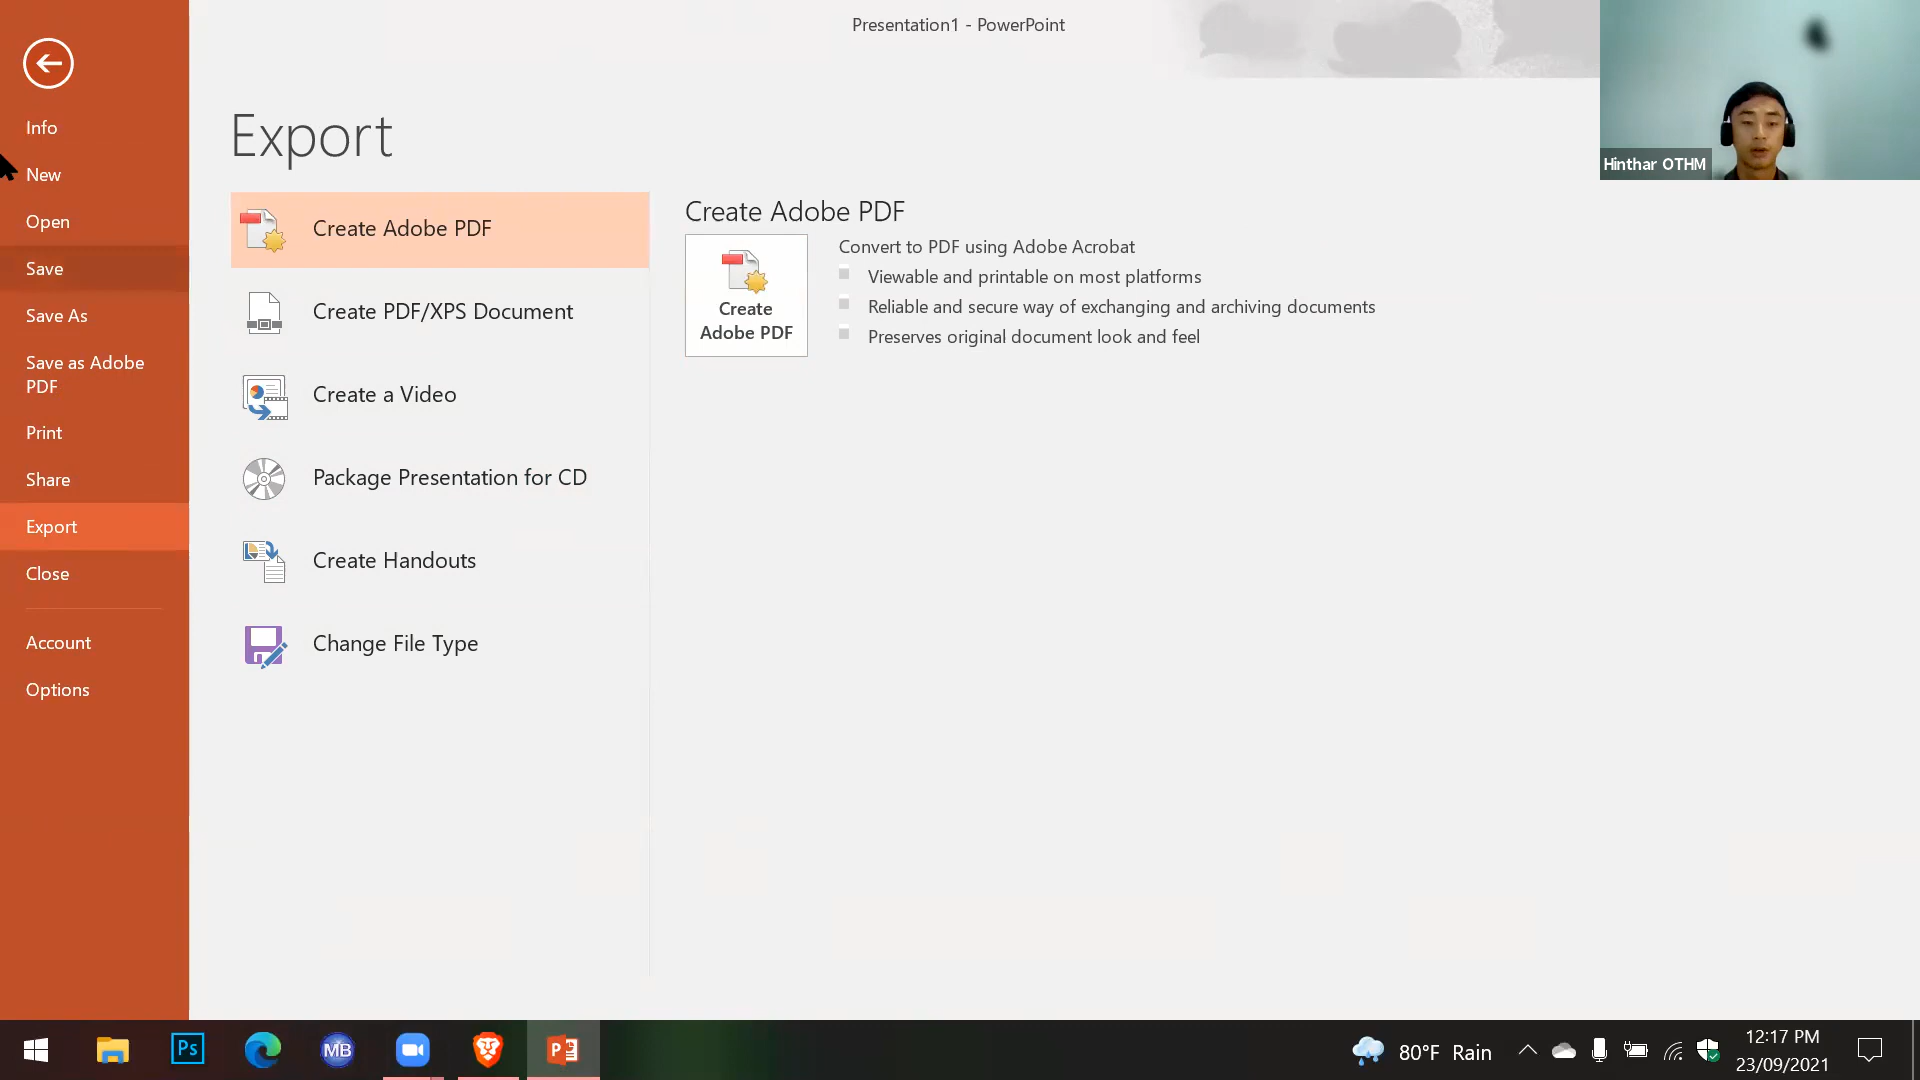 Presentation1 - PowerPoint
Hinthar OTHM
Info
New
Open
Save
Save As
Save as Adobe
PDF
Print
Share
Export
Close
Account
Options
Export
Create Adobe PDF
Create PDF/XPS Document
Create a Video
Package Presentation for CD
Create Handouts
Change File Type
Create Adobe PDF
Create
Adobe PDF
Convert to PDF using Adobe Acrobat
Viewable and printable on most platforms
Reliable and secure way of exchanging and archiving documents
Preserves original document look and feel
Ps
MB
P
80°F Rain
12:17 PM
23/09/2021